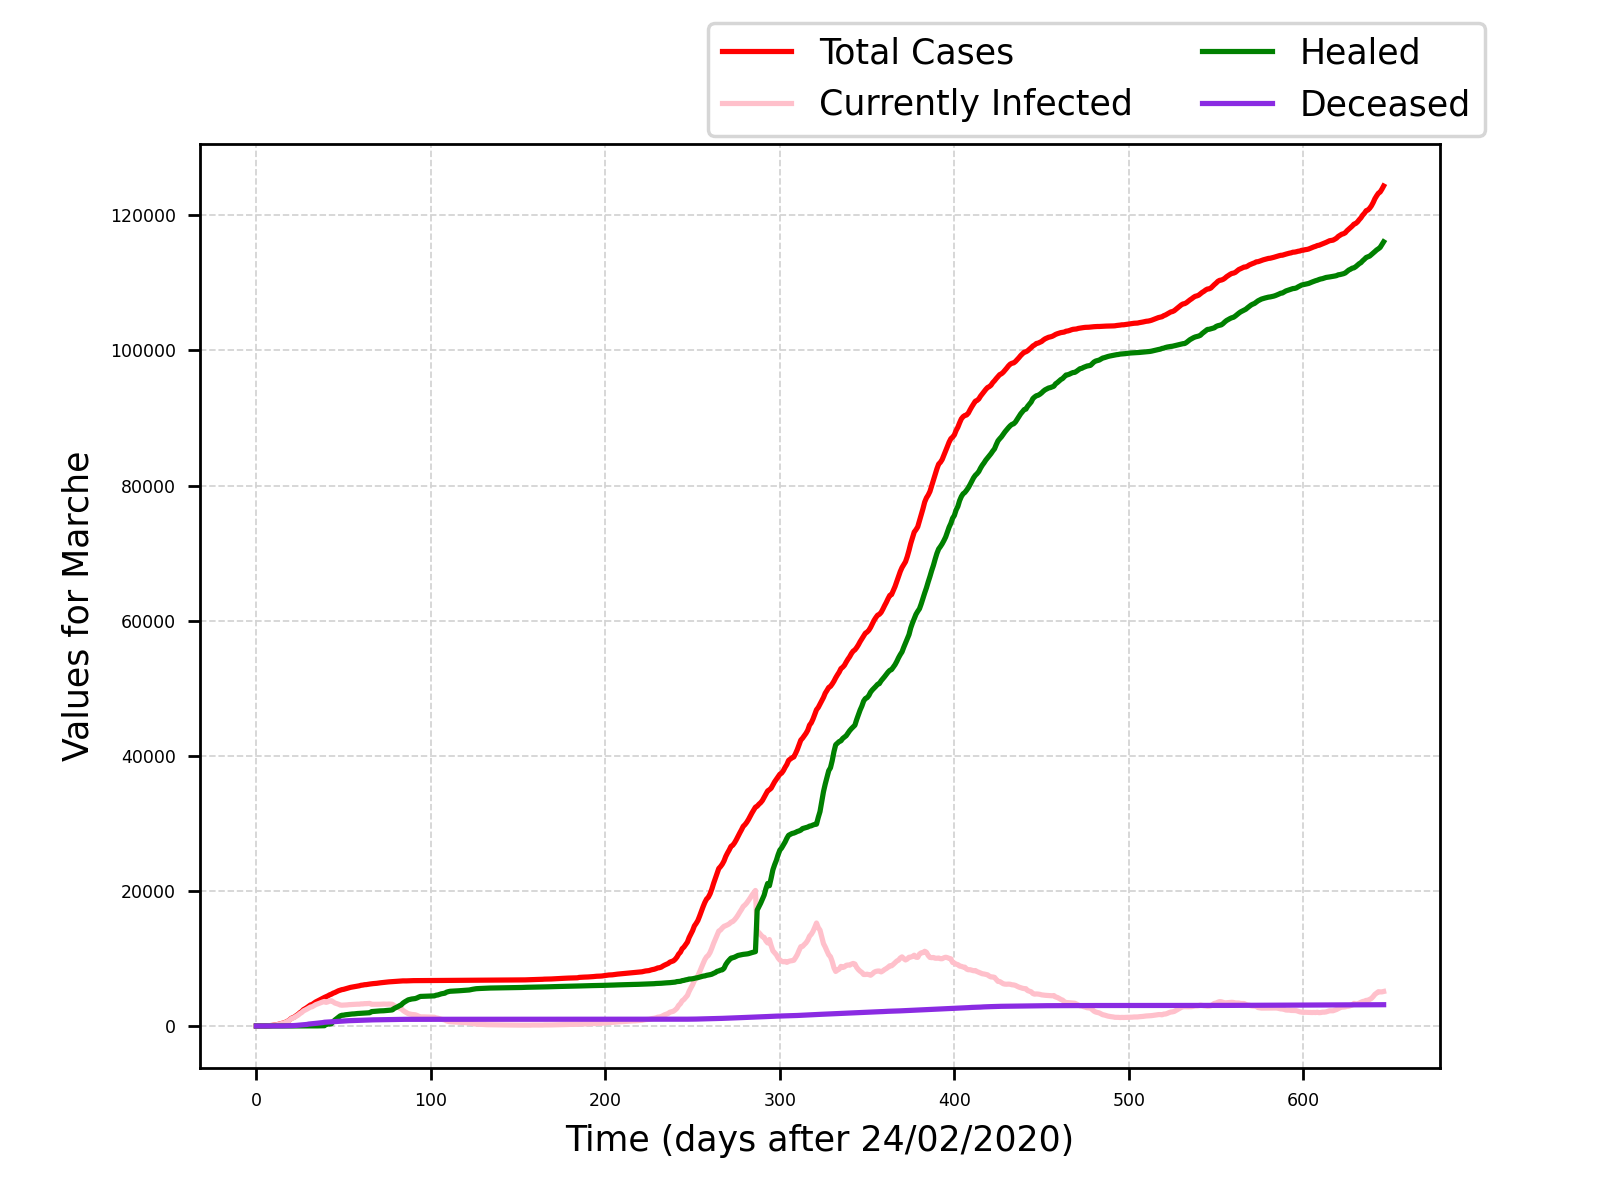 Total Cases
Currently Infected
Healed
Deceased
Values for Marche
120000
100000
80000
60000
40000
20000
0
0 100 200 300 400 500 600
Time (days after 24/02/2020)